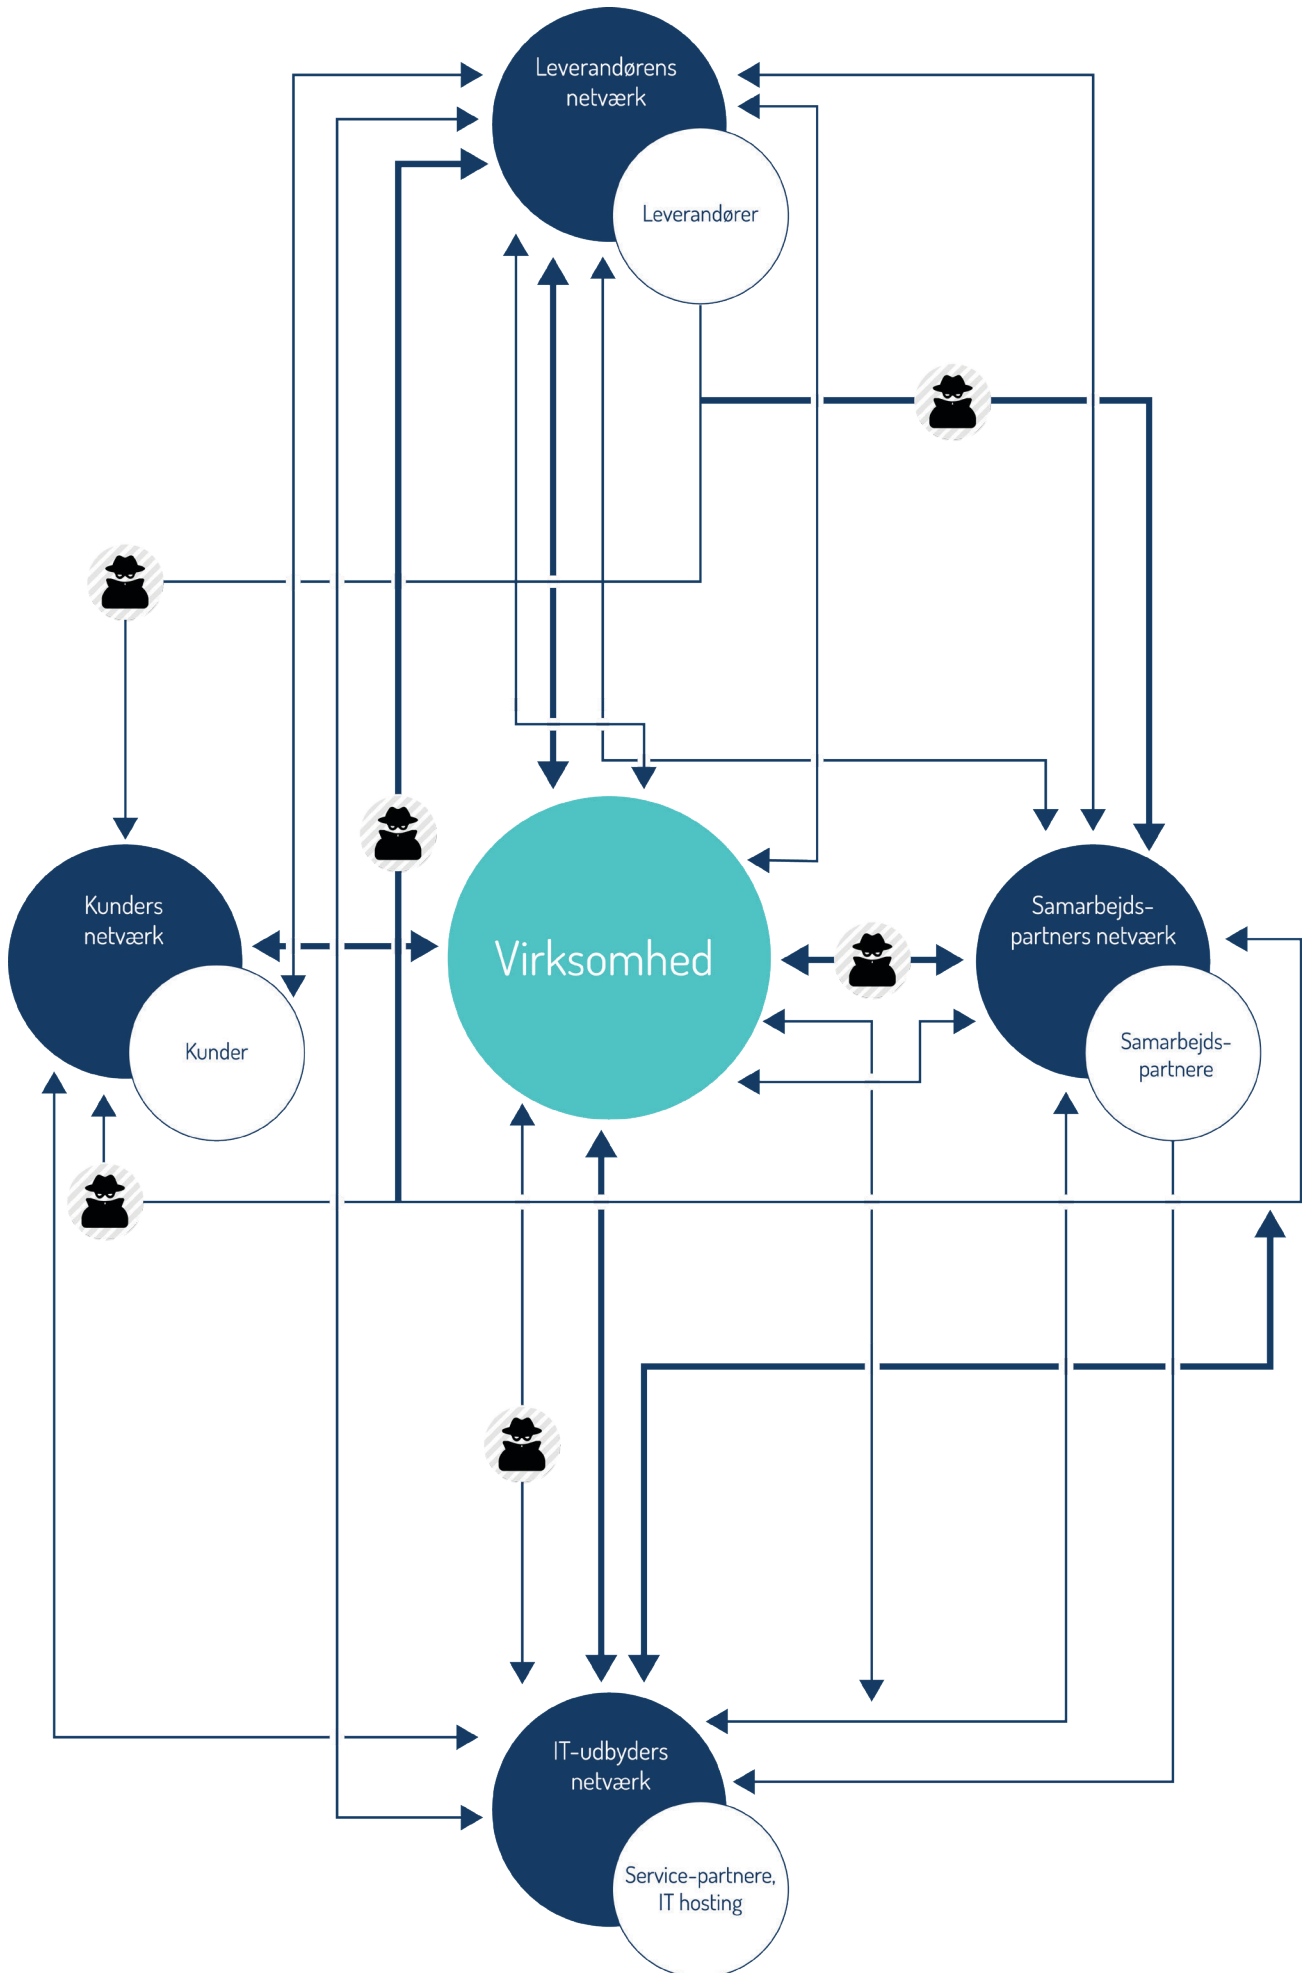 Leverandørens
netværk
Leverandører
Kunders
netværk
Kunder
Virksomhed
Samarbejds-
partners netværk
Samarbejds-
partnere
IT-udbyders
netværk
Service-partnere,
IT hosting